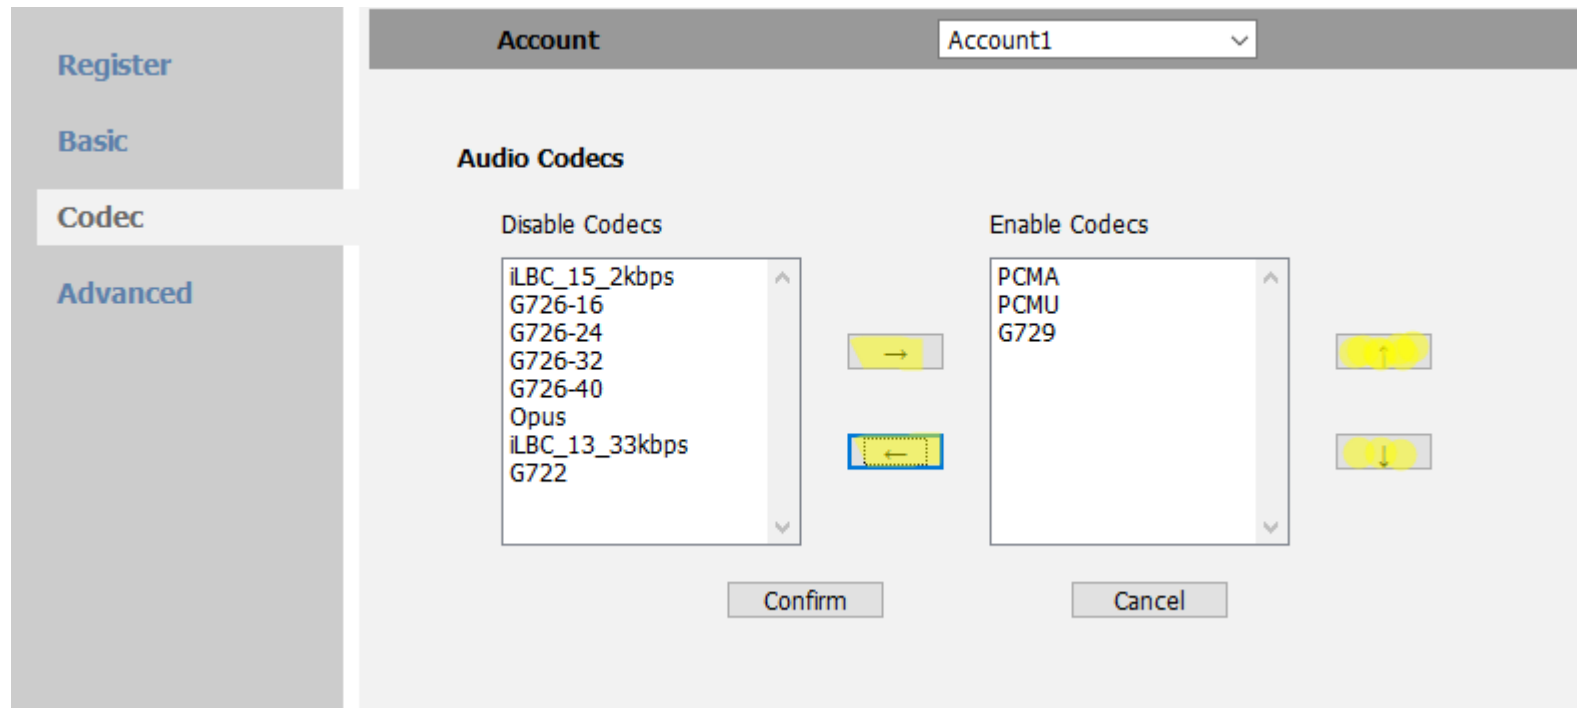 Account
Account1
Register
Basic
Codec
Advanced
Audio Codecs
Disable Codecs
iLBC_15_2kbps
G726-16
G726-24
G726-32
G726-40
Opus
iLBC_13_33kbps
G722
→
←
Enable Codecs
PCMA
PCMU
G729
↑
↓
Confirm
Cancel